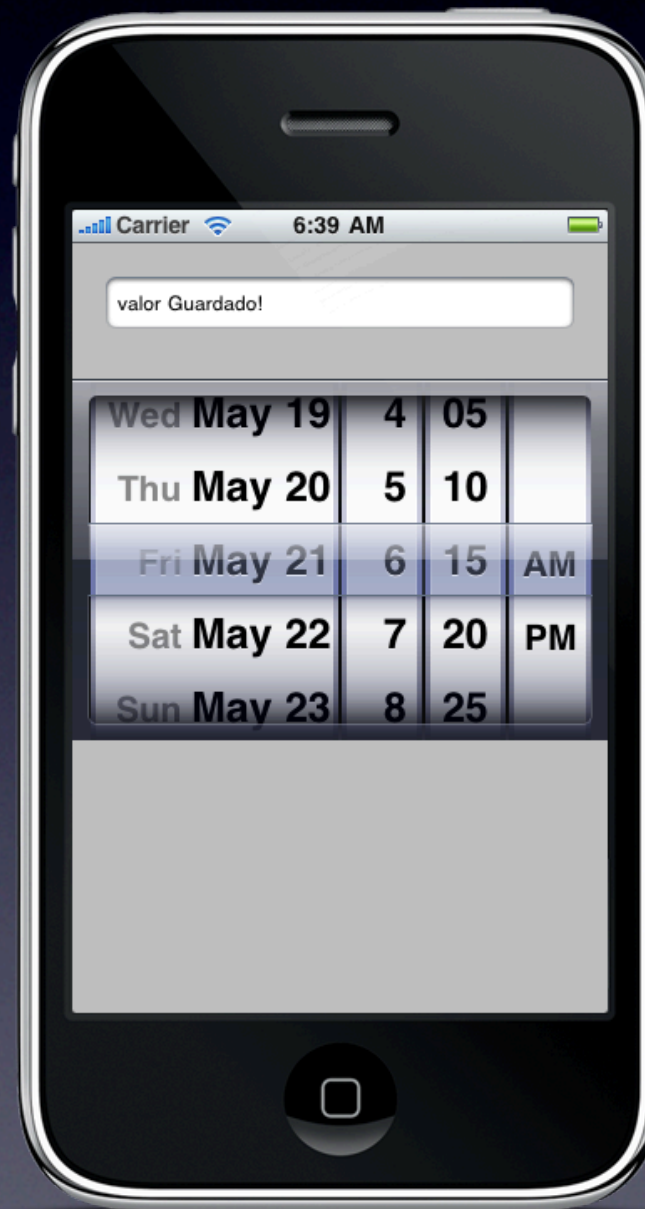 Carrier 6:39 AM
valor Guardado!
Wed May 19 4 05
Thu May 20 5 10
Fri May 21 6 15 AM
Sat May 22 7 20 PM
Sun May 23 8 25